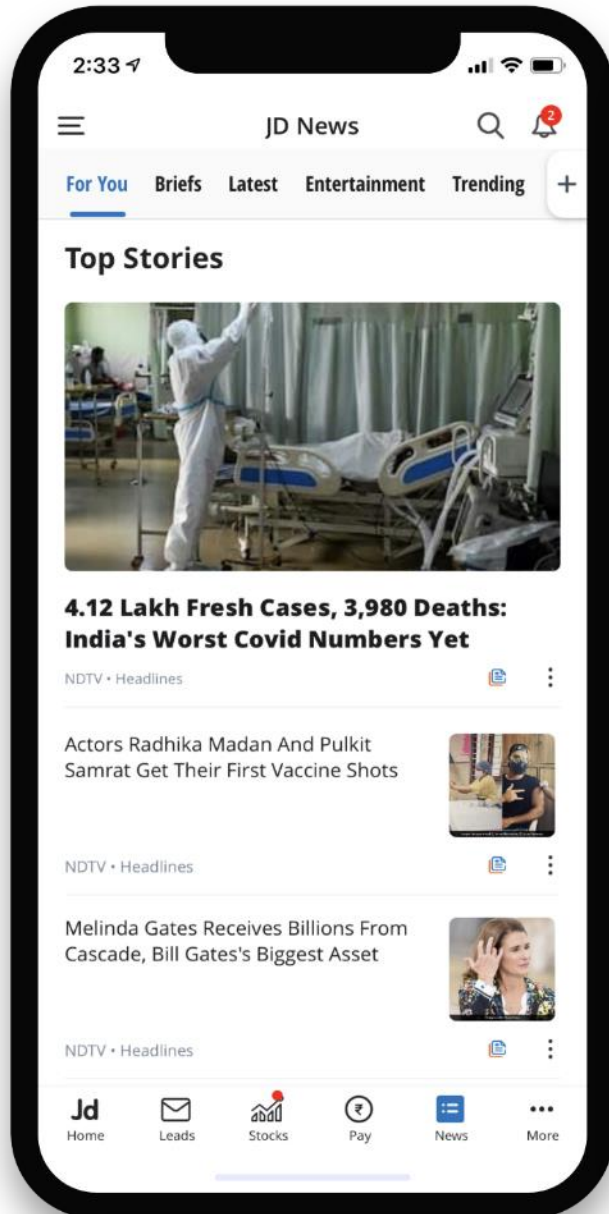 2:33
JD News
2
For You Briefs Latest Entertainment Trending +
Top Stories
4.12 Lakh Fresh Cases, 3,980 Deaths:
India's Worst Covid Numbers Yet
NDTV • Headlines
Actors Radhika Madan And Pulkit
Samrat Get Their First Vaccine Shots
NDTV • Headlines
Melinda Gates Receives Billions From
Cascade, Bill Gates's Biggest Asset
NDTV • Headlines
Jd ₹
Home Leads Stocks Pay News More